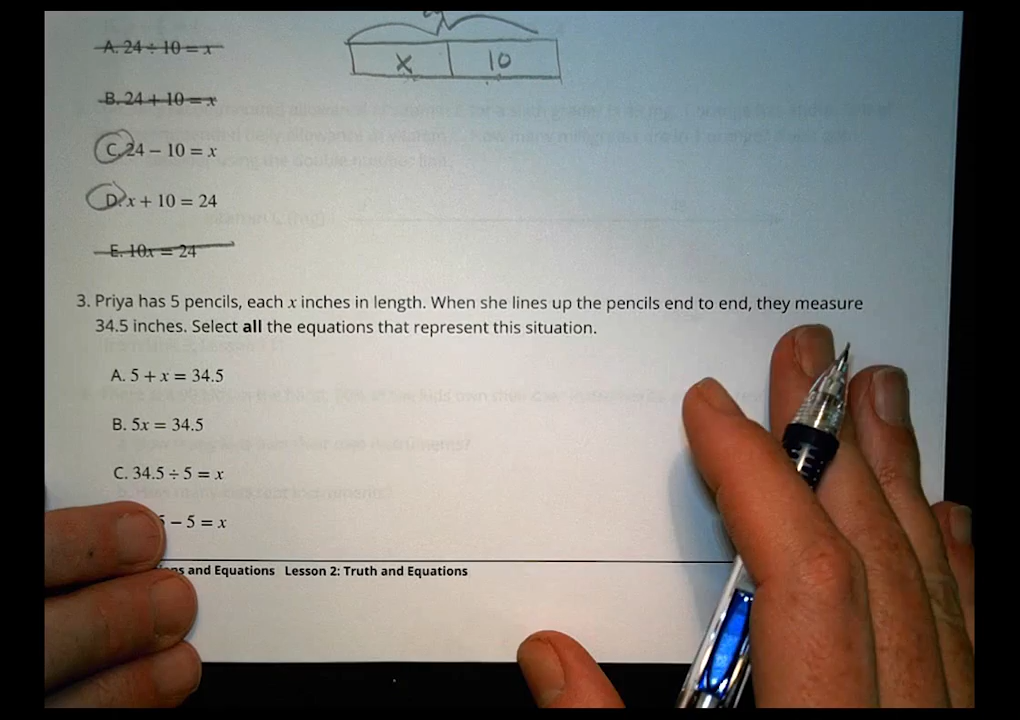 A. 24 ÷ 10 = x
x 10
B. 24 + 10 = x
C. 24 − 10 = x
D. x + 10 = 24
E. 10x = 24
3. Priya has 5 pencils, each x inches in length. When she lines up the pencils end to end, they measure
34.5 inches. Select all the equations that represent this situation.
A. 5 + x = 34.5
B. 5x = 34.5
C. 34.5 ÷ 5 = x
− 5 = x
and Equations Lesson 2: Truth and Equations